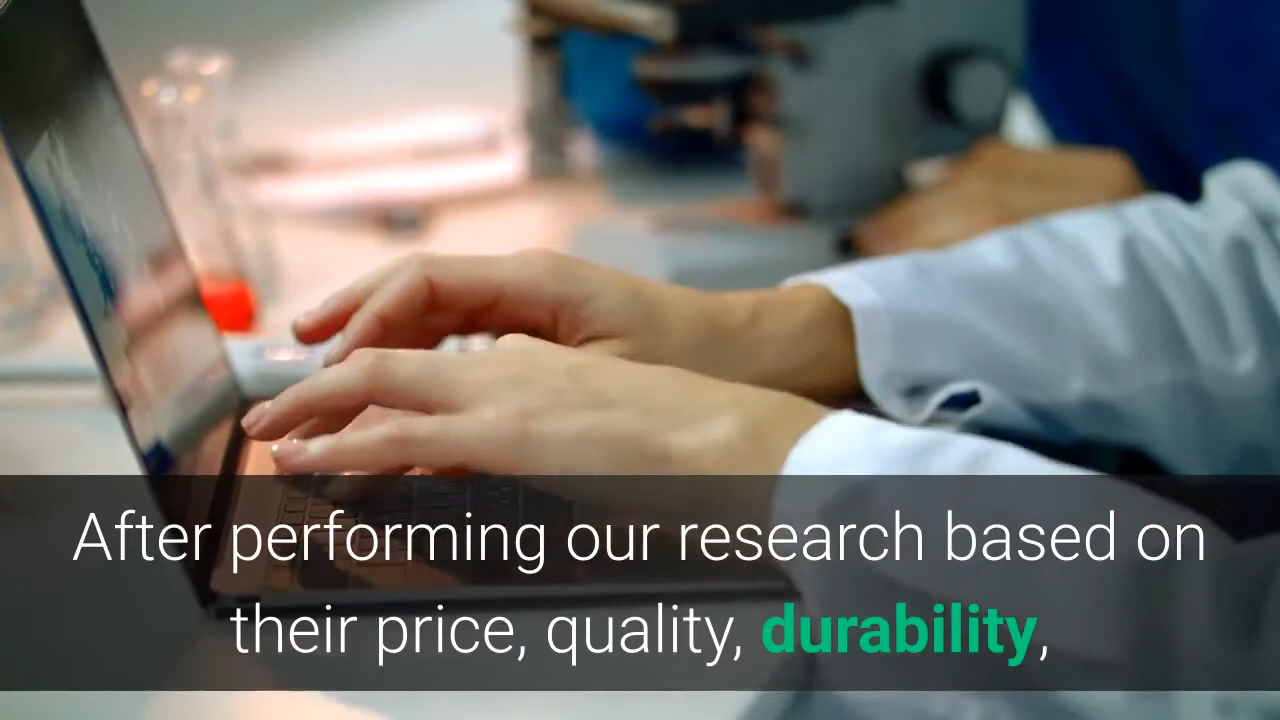 After performing our research based on
their price, quality, durability,